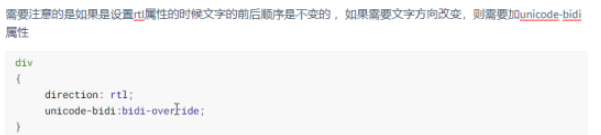 需要注意的是如果是设置rtl属性的时候文字的前后顺序是不变的，如果需要文字方向改变，则需要加unicode-bidi
属性
div
{
direction: rtl;
unicode-bidi:bidi-override;
}